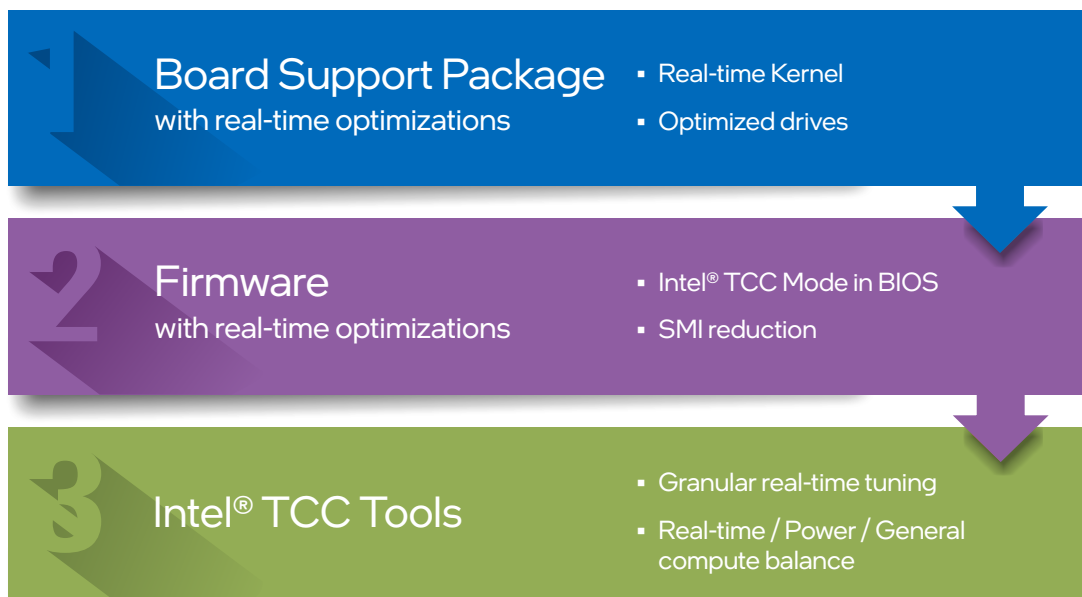 1
Board Support Package
with real-time optimizations
▪ Real-time Kernel
▪ Optimized drives
2
Firmware
with real-time optimizations
▪ Intel® TCC Mode in BIOS
▪ SMI reduction
3
Intel® TCC Tools
▪ Granular real-time tuning
▪ Real-time / Power / General
compute balance